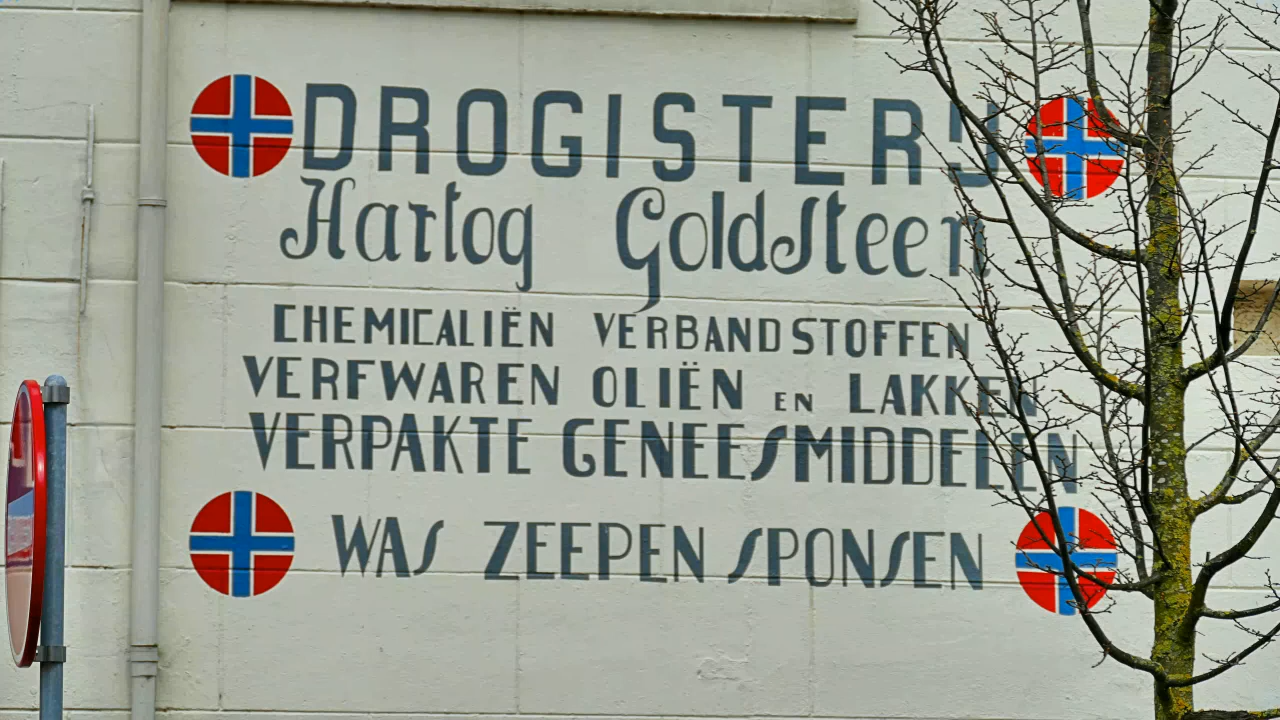 DROGISTERIJ
Hartog Goldsteen
CHEMICALIËN VERBANDSTOFFEN
VERFWAREN OLIËN EN LAKKEN
VERPAKTE GENEESMIDDELEN
WAS ZEEPEN SPONSEN